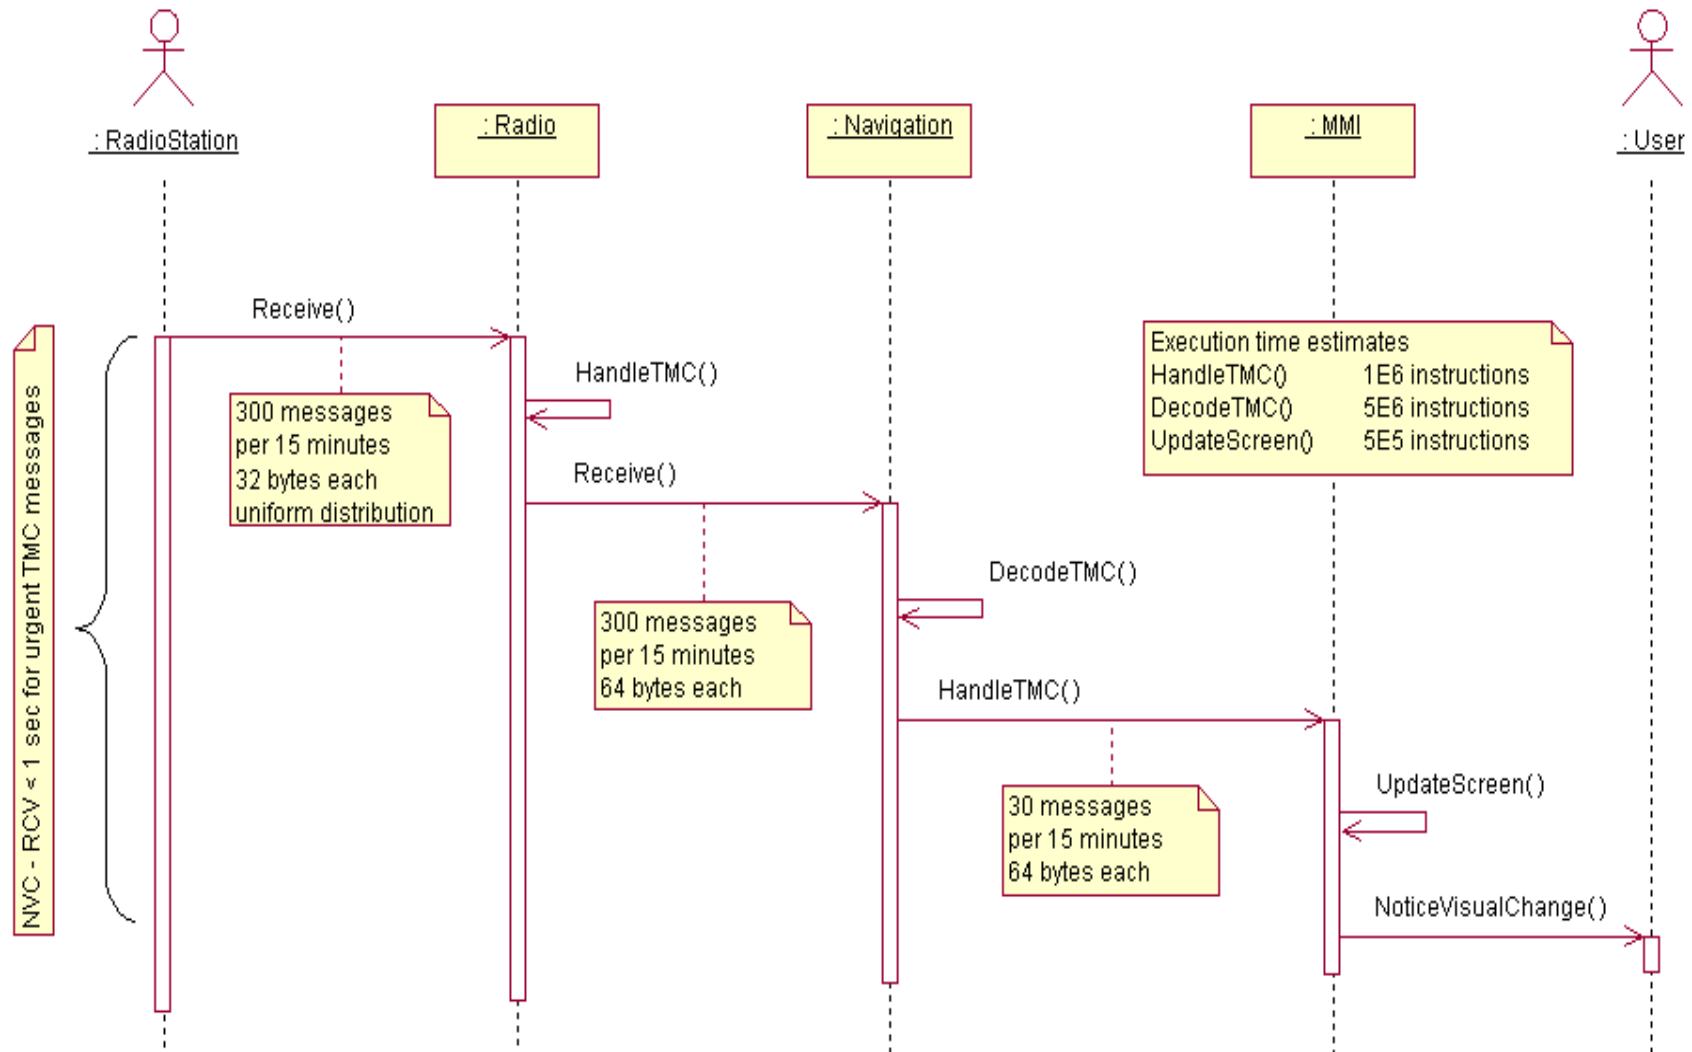 : RadioStation
: Radio
: Navigation
: MMI
: User
NVC - RCV < 1 sec for urgent TMC messages
Receive()
300 messages
per 15 minutes
32 bytes each
uniform distribution
HandleTMC()
Receive()
300 messages
per 15 minutes
64 bytes each
DecodeTMC()
HandleTMC()
30 messages
per 15 minutes
64 bytes each
Execution time estimates
HandleTMC() 1E6 instructions
DecodeTMC() 5E6 instructions
UpdateScreen() 5E5 instructions
UpdateScreen()
NoticeVisualChange()